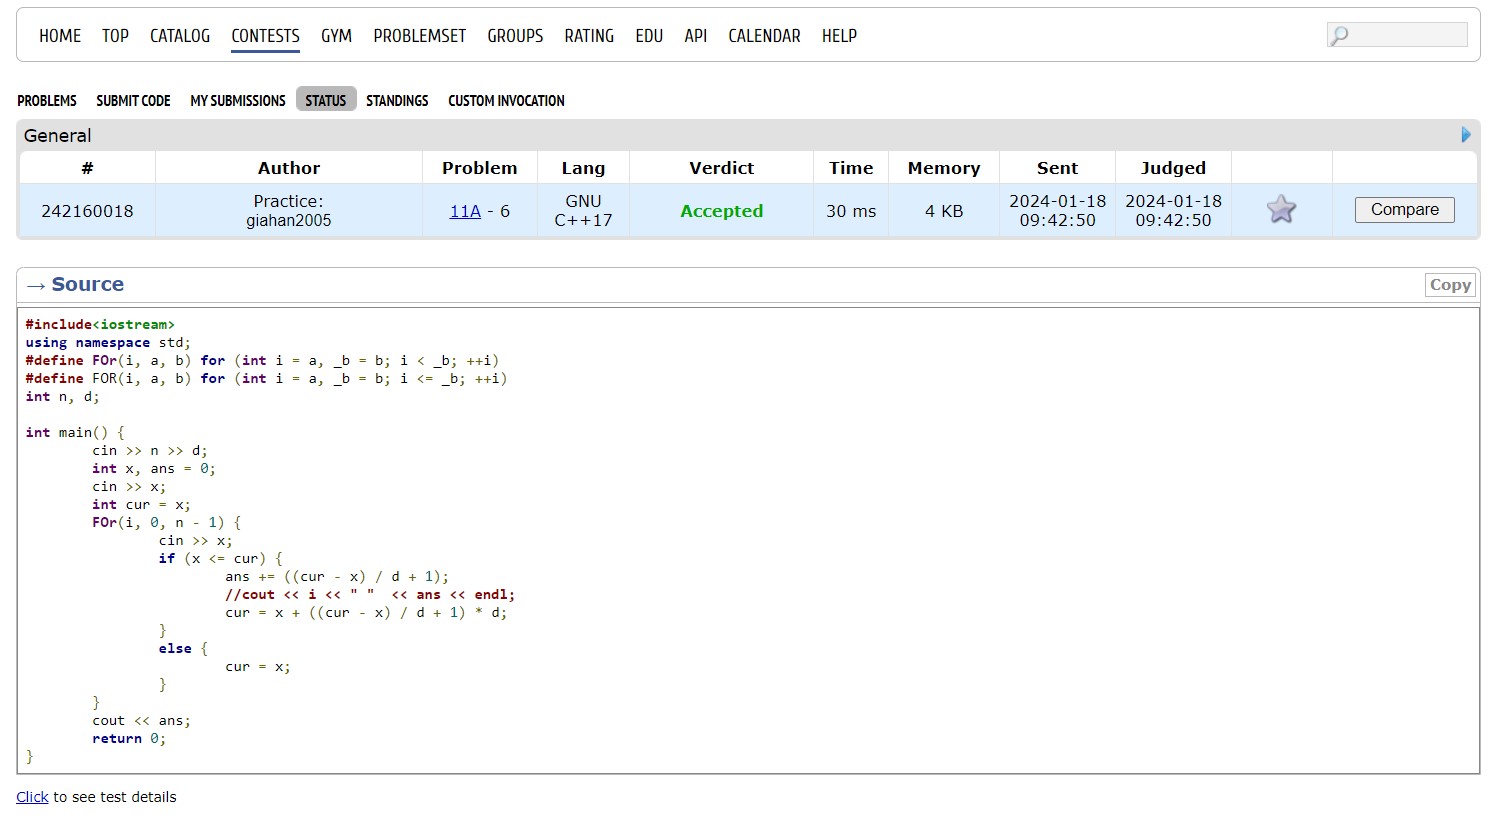 HOME TOP CATALOG CONTESTS GYM PROBLEMSET GROUPS RATING EDU API CALENDAR HELP
PROBLEMS SUBMIT CODE MY SUBMISSIONS STATUS STANDINGS CUSTOM INVOCATION
General
# Author Problem Lang Verdict Time Memory Sent Judged
242160018 Practice: giahan2005 11A - 6 GNU C++17 Accepted 30 ms 4 KB 2024-01-18 09:42:50 2024-01-18 09:42:50 Compare
→ Source Copy
#include<iostream>
using namespace std;
#define FOr(i, a, b) for (int i = a, _b = b; i < _b; ++i)
#define FOR(i, a, b) for (int i = a, _b = b; i <= _b; ++i)
int n, d;

int main() {
        cin >> n >> d;
        int x, ans = 0;
        cin >> x;
        int cur = x;
        FOr(i, 0, n - 1) {
                cin >> x;
                if (x <= cur) {
                        ans += ((cur - x) / d + 1);
                        //cout << i << " "  << ans << endl;
                        cur = x + ((cur - x) / d + 1) * d;
                }
                else {
                        cur = x;
                }
        }
        cout << ans;
        return 0;
}
Click to see test details